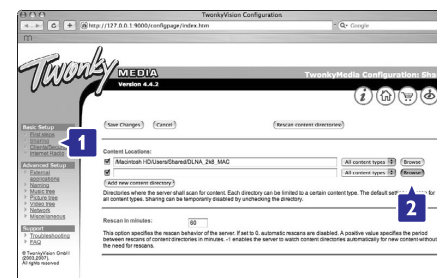 TwonkyVision Configuration
http://127.0.0.1:9000/configpage/index.htm
Google
Twonky MEDIA
Version 4.4.2
TwonkyMedia Configuration: Sha
Save Changes
Cancel
Rescan content directories
Basic Setup
First steps
Sharing
Clients/Security
Internet Radio
1
Content Locations:
/Macintosh HD/Users/Shared/DLNA_2k8_MAC
All content types
Browse
All content types
Browse
Add new content directory
2
Directories where the server shall scan for content. Each directory can be limited to a certain content type. The default for
all content types. Sharing can be temporarily disabled by unchecking the directory.
Advanced Setup
External
applications
Naming
Music tree
Picture tree
Video tree
Network
Miscellaneous
Rescan in minutes:
60
This option specifies the rescan behavior of the server. If set to 0, automatic rescans are disabled. A positive value specifies the period
between rescans of content directories in minutes. -1 enables the server to watch content directories automatically for new content without
the need for rescans.
Support
Troubleshooting
FAQ
© TwonkyVision GmbH
(2003,2007).
All rights reserved